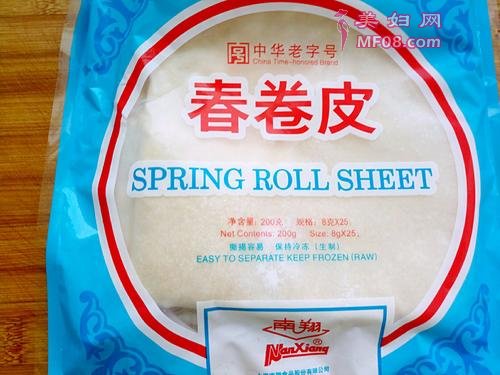 美妇网
MF08.com
中华老字号
China Time-honored Brand
春卷皮
SPRING ROLL SHEET
净含量：200克 规格：8克X25
Net Contents: 200g Size: 8gX25
撕揭容易 保持冷冻（生制）
EASY TO SEPARATE KEEP FROZEN (RAW)
南翔
NanXiang®